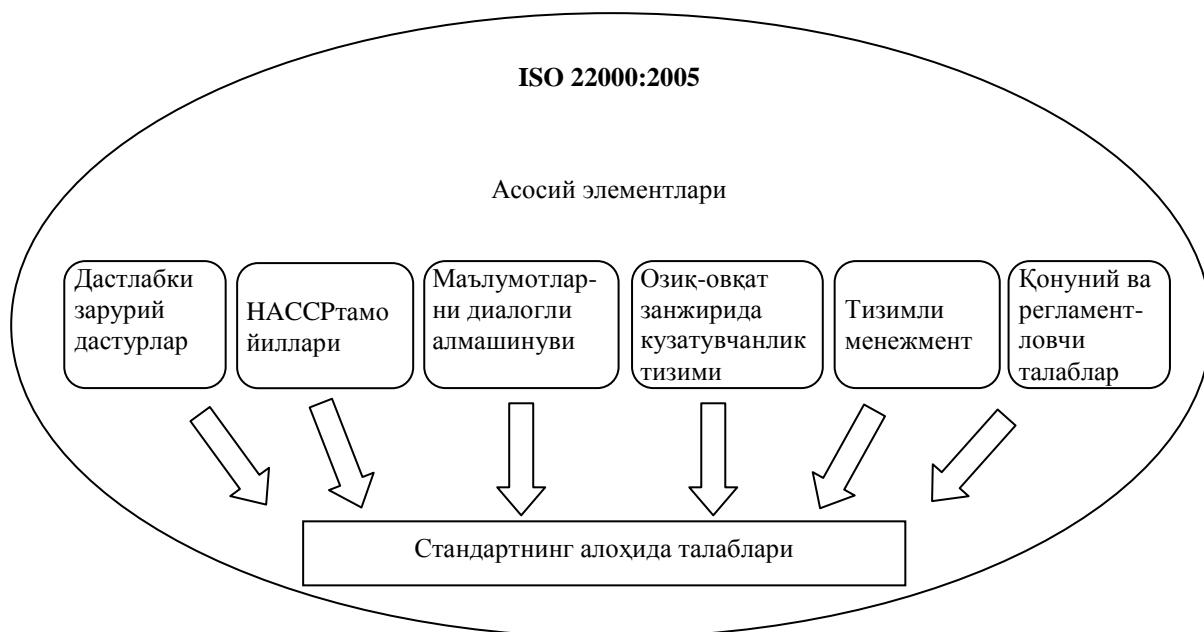 ISO 22000:2005
Асосий элементлари
Дастлабки
зарурий
дастурлар
НАССРтамо
йиллари
Маълумотлар-
ни диалогли
алмашинуви
Озиқ-овқат
занжирида
кузатувчанлик
тизими
Тизимли
менежмент
Қонуний ва
регламент-
ловчи
талаблар
Стандартнинг алоҳида талаблари